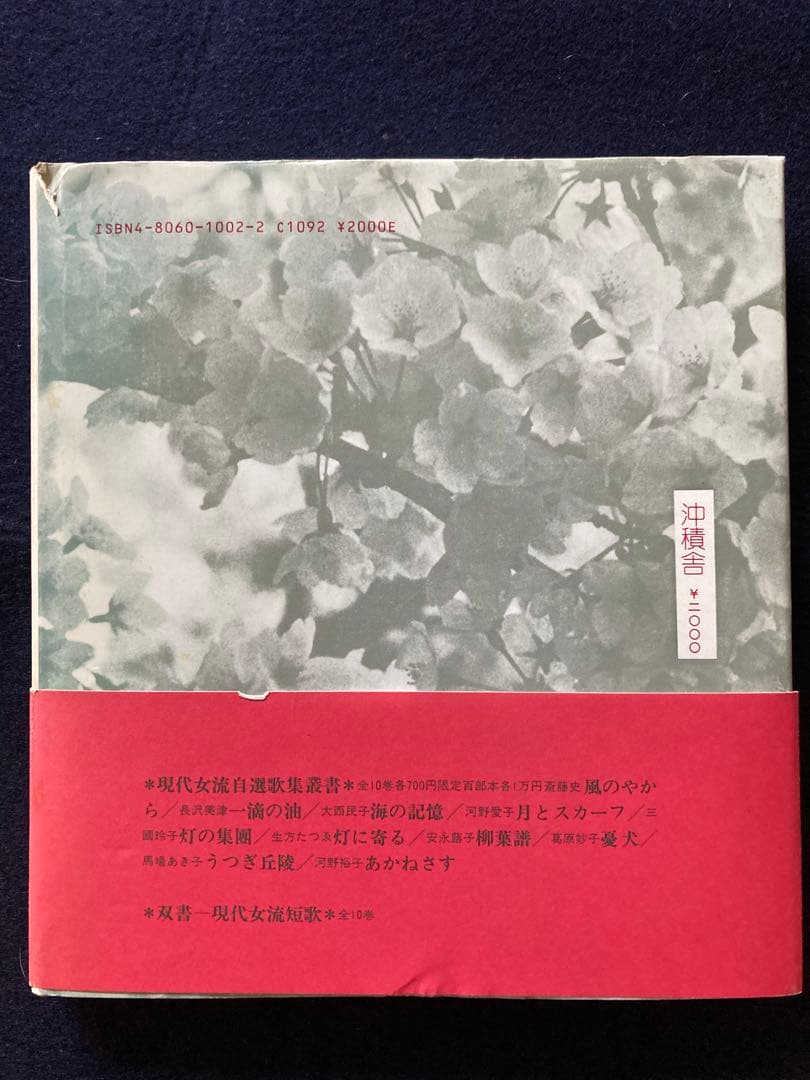 ISBN4-8060-1002-2 C1092 ¥2000E
沖積舎 ¥二〇〇〇
*現代女流自選歌集叢書*全10巻各700円限定百部本各1万円斎藤史風のやか
ら／長沢美津一滴の油／大西民子海の記憶／河野愛子月とスカーフ／三
國玲子灯の集團／生方たつゑ灯に寄る／安永蕗子柳葉譜／葛原妙子憂犬／
馬場あき子うつぎ丘陵／河野裕子あかねさす
*双書―現代女流短歌*全10巻